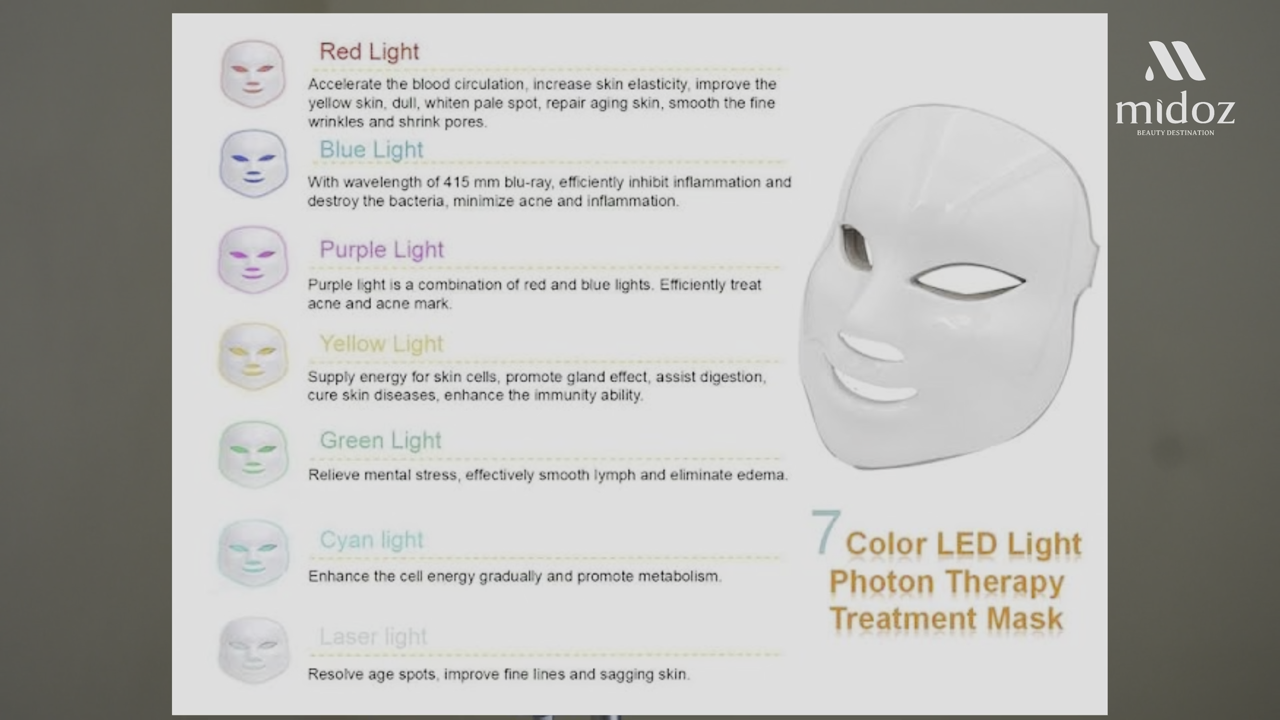 Red Light
Accelerate the blood circulation, increase skin elasticity, improve the
yellow skin, dull, whiten pale spot, repair aging skin, smooth the fine
wrinkles and shrink pores.
Blue Light
With wavelength of 415 mm blu-ray, efficiently inhibit inflammation and
destroy the bacteria, minimize acne and inflammation.
Purple Light
Purple light is a combination of red and blue lights. Efficiently treat
acne and acne mark.
Yellow Light
Supply energy for skin cells, promote gland effect, assist digestion,
cure skin diseases, enhance the immunity ability.
Green Light
Relieve mental stress, effectively smooth lymph and eliminate edema.
Cyan light
Enhance the cell energy gradually and promote metabolism.
Laser light
Resolve age spots, improve fine lines and sagging skin.
7 Color LED Light
Photon Therapy
Treatment Mask
midoz
BEAUTY DESTINATION